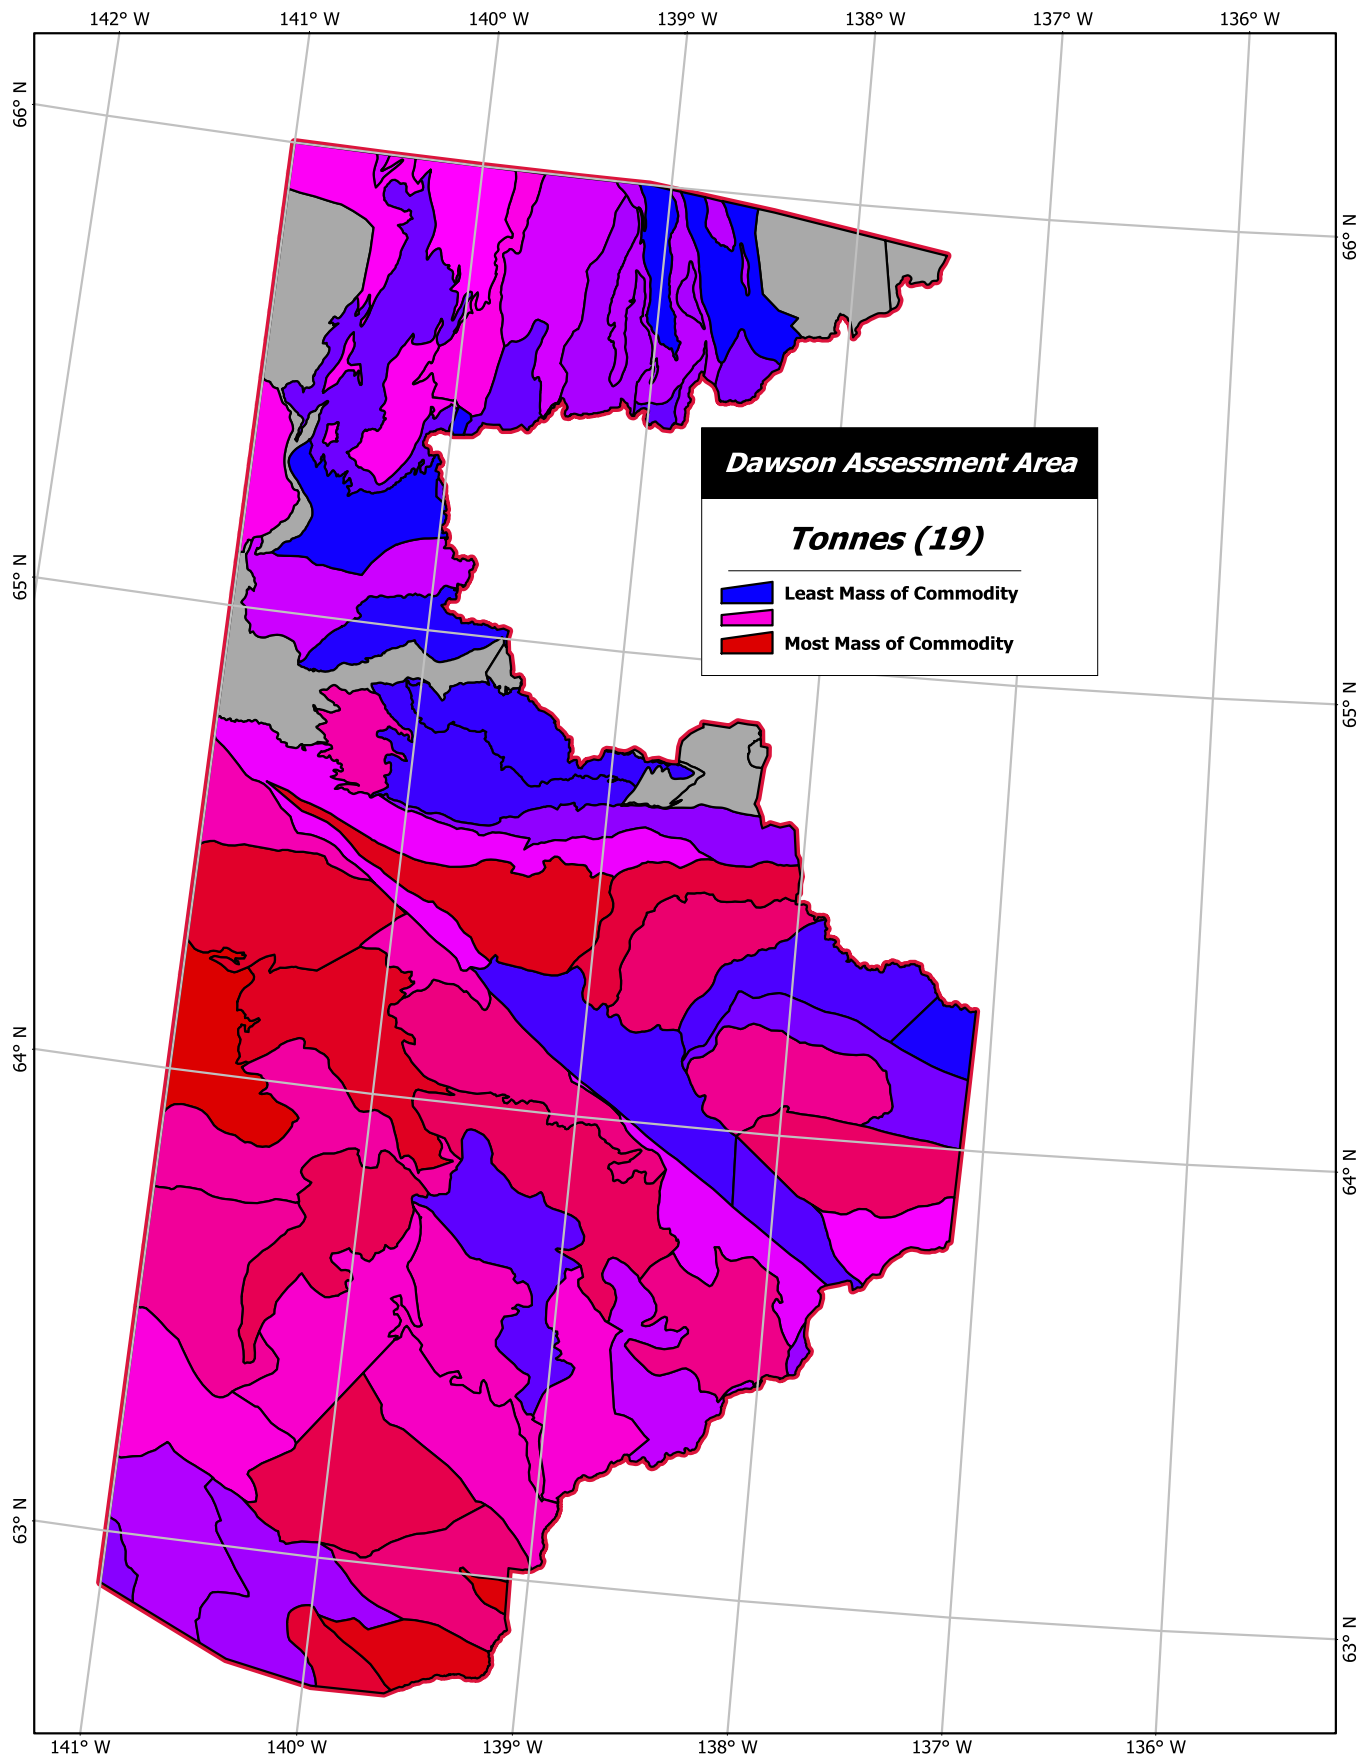 142° W 141° W 140° W 139° W 138° W 137° W 136° W
66° N
66° N
Dawson Assessment Area
Tonnes (19)
Least Mass of Commodity
Most Mass of Commodity
65° N
65° N
64° N
64° N
63° N
63° N
141° W 140° W 139° W 138° W 137° W 136° W